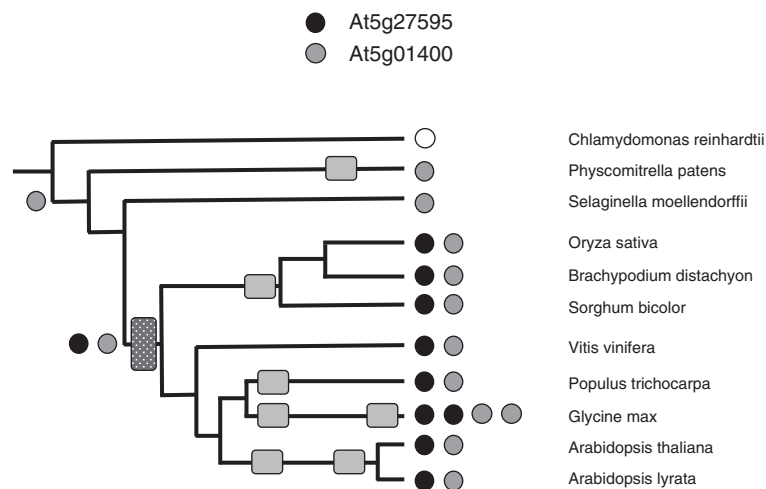 At5g27595
At5g01400
Chlamydomonas reinhardtii
Physcomitrella patens
Selaginella moellendorffii
Oryza sativa
Brachypodium distachyon
Sorghum bicolor
Vitis vinifera
Populus trichocarpa
Glycine max
Arabidopsis thaliana
Arabidopsis lyrata